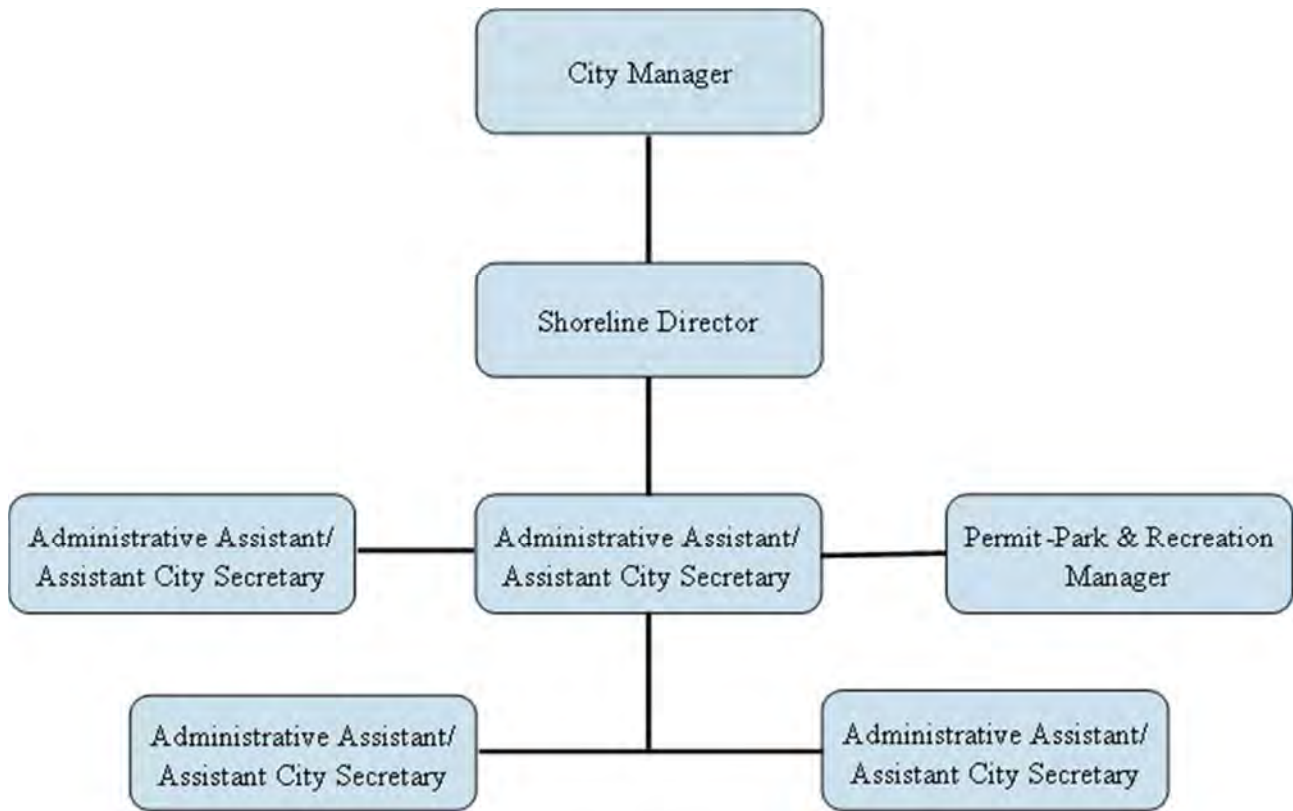 City Manager
Shoreline Director
Administrative Assistant/
Assistant City Secretary
Administrative Assistant/
Assistant City Secretary
Permit-Park & Recreation
Manager
Administrative Assistant/
Assistant City Secretary
Administrative Assistant/
Assistant City Secretary